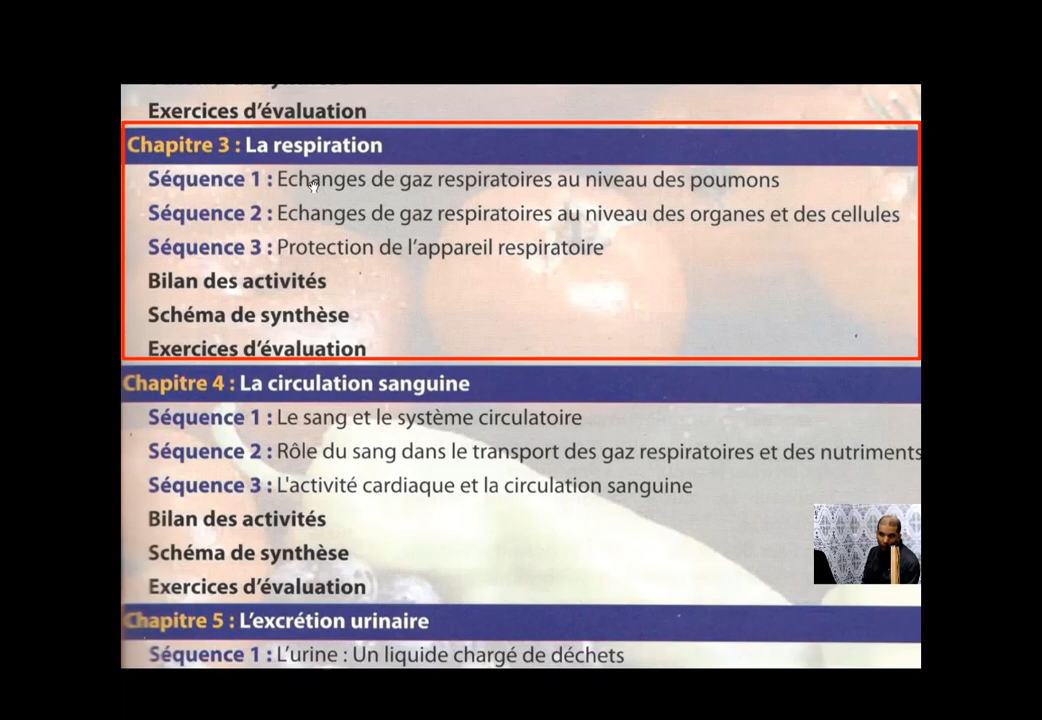 Exercices d'évaluation
Chapitre 3 : La respiration
Séquence 1 : Echanges de gaz respiratoires au niveau des poumons
Séquence 2 : Echanges de gaz respiratoires au niveau des organes et des cellules
Séquence 3 : Protection de l'appareil respiratoire
Bilan des activités
Schéma de synthèse
Exercices d'évaluation
Chapitre 4 : La circulation sanguine
Séquence 1 : Le sang et le système circulatoire
Séquence 2 : Rôle du sang dans le transport des gaz respiratoires et des nutriments
Séquence 3 : L'activité cardiaque et la circulation sanguine
Bilan des activités
Schéma de synthèse
Exercices d'évaluation
Chapitre 5 : L'excrétion urinaire
Séquence 1 : L'urine : Un liquide chargé de déchets